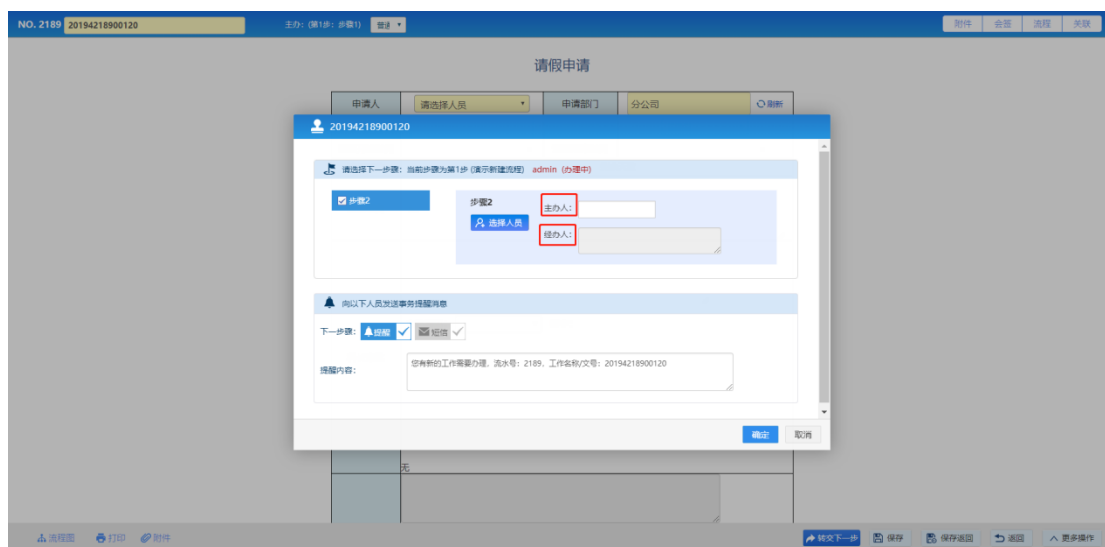 NO. 2189 20194218900120 主办: (第1步: 步骤1) 普通 附件 会签 流程 关联
请假申请
申请人 请选择人员 申请部门 分公司 刷新
20194218900120
请选择下一步骤: 当前步骤为第1步 (演示新建流程) admin (办理中)
步骤2 步骤2 主办人:
选择人员 经办人:
向以下人员发送事务提醒消息
下一步骤: 提醒 短信
提醒内容: 您有新的工作需要办理。流水号: 2189。工作名称/文号: 20194218900120
确定 取消
无
流程图 打印 附件 转交下一步 保存 保存返回 返回 更多操作